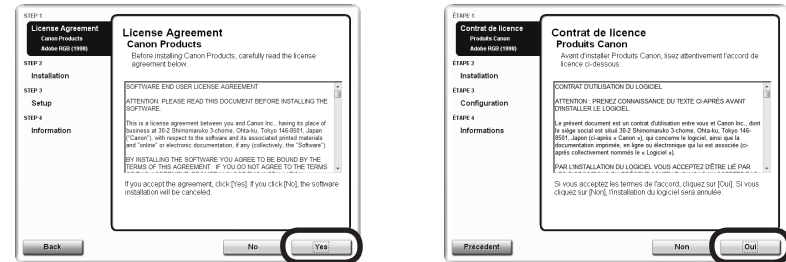 STEP 1
License Agreement
Canon Products
Adobe RGB (1998)
STEP 2
Installation
STEP 3
Setup
STEP 4
Information
License Agreement
Canon Products
Before installing Canon Products, carefully read the license
agreement below.
SOFTWARE END USER LICENSE AGREEMENT
ATTENTION: PLEASE READ THIS DOCUMENT BEFORE INSTALLING THE
SOFTWARE.
This is a license agreement between you and Canon Inc., having its place of
business at 30-2 Shimomaruko 3-chome, Ohta-ku, Tokyo 146-8501, Japan
("Canon"), with respect to the software and its associated printed materials
and "online" or electronic documentation, if any (collectively, the "Software").
BY INSTALLING THE SOFTWARE YOU AGREE TO BE BOUND BY THE
TERMS OF THIS AGREEMENT. IF YOU DO NOT AGREE TO THE TERMS
If you accept the agreement, click [Yes]. If you click [No], the software
installation will be canceled.
Back
No
Yes
ÉTAPE 1
Contrat de licence
Produits Canon
Adobe RGB (1998)
ÉTAPE 2
Installation
ÉTAPE 3
Configuration
ÉTAPE 4
Informations
Contrat de licence
Produits Canon
Avant d'installer Produits Canon, lisez attentivement l'accord de
licence ci-dessous.
CONTRAT D'UTILISATION DU LOGICIEL
ATTENTION : PRENEZ CONNAISSANCE DU TEXTE CI-APRÈS AVANT
D'INSTALLER LE LOGICIEL.
Le présent document est un contrat d'utilisation entre vous et Canon Inc., dont
le siège social est situé 30-2 Shimomaruko 3-chome, Ohta-ku, Tokyo 146-
8501, Japan (ci-après « Canon »), qui concerne le logiciel, ainsi que la
documentation imprimée, en ligne ou électronique qui lui est associée (ci-
après collectivement nommés le « Logiciel »).
PAR L'INSTALLATION DU LOGICIEL VOUS ACCEPTEZ D'ÊTRE LIÉ PAR
Si vous acceptez les termes de l'accord, cliquez sur [Oui]. Si vous
cliquez sur [Non], l'installation du logiciel sera annulée.
Précédent
Non
Oui